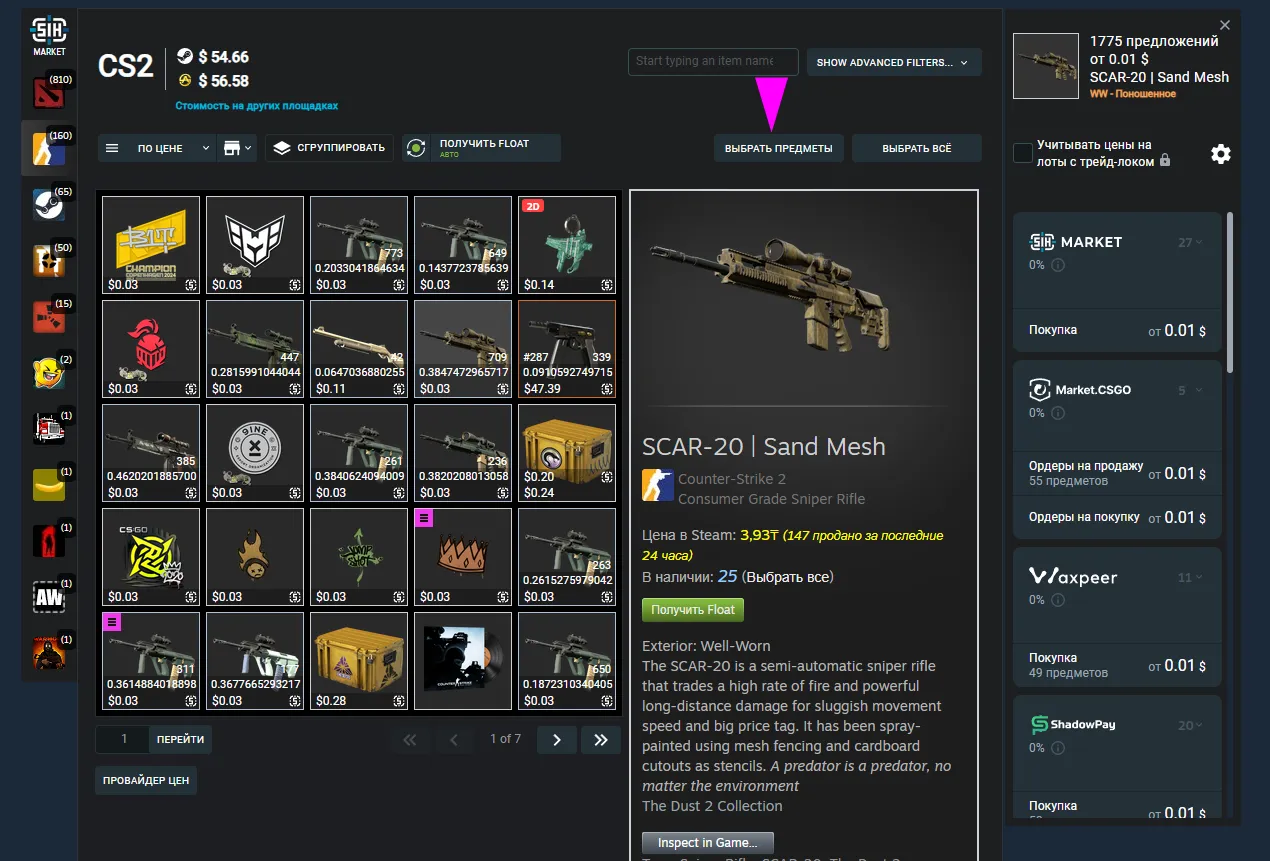 SIH
MARKET
(810)
(160)
(65)
(50)
(15)
(2)
(1)
(1)
(1)
(1)
AW
(1)
CS2
$ 54.66
$ 56.58
Стоимость на других площадках
Start typing an item name
SHOW ADVANCED FILTERS...
ПО ЦЕНЕ
СГРУППИРОВАТЬ
ПОЛУЧИТЬ FLOAT
АВТО
ВЫБРАТЬ ПРЕДМЕТЫ
ВЫБРАТЬ ВСЁ
BLT
CHAMPION
COPENHAGEN 2024
$0.03
$0.03
773
0.2033041864634
$0.03
649
0.1437723785639
$0.03
2D
$0.14
$0.03
447
0.2815991044044
$0.03
42
0.0647036880255
$0.11
709
0.3847472965717
$0.03
#287 339
0.0910592749715
$47.39
385
0.4620201885700
$0.03
9INE
$0.03
261
0.3840624094009
$0.03
236
0.3820208013058
$0.03
$0.20
$0.24
CS:GO
$0.03
$0.03
$0.03
$0.03
263
0.2615275979042
$0.03
311
0.3614884018898
$0.03
177
0.3677665293217
$0.03
$0.28
COUNTER STRIKE
650
0.1872310340405
$0.03
1
ПЕРЕЙТИ
1 of 7
ПРОВАЙДЕР ЦЕН
SCAR-20 | Sand Mesh
Counter-Strike 2
Consumer Grade Sniper Rifle
Цена в Steam: 3,93₸ (147 продано за последние
24 часа)
В наличии: 25 (Выбрать все)
Получить Float
Exterior: Well-Worn
The SCAR-20 is a semi-automatic sniper rifle
that trades a high rate of fire and powerful
long-distance damage for sluggish movement
speed and big price tag. It has been spray-
painted using mesh fencing and cardboard
cutouts as stencils. A predator is a predator, no
matter the environment
The Dust 2 Collection
Inspect in Game...
1775 предложений
от 0.01 $
SCAR-20 | Sand Mesh
WW - Поношенное
Учитывать цены на
лоты с трейд-локом
SIH MARKET
27
0%
Покупка
от 0.01 $
Market.CSGO
5
0%
Ордеры на продажу
55 предметов
от 0.01 $
Ордеры на покупку
от 0.01 $
Waxpeer
11
0%
Покупка
49 предметов
от 0.01 $
ShadowPay
20
0%
Покупка
от 0.01 $